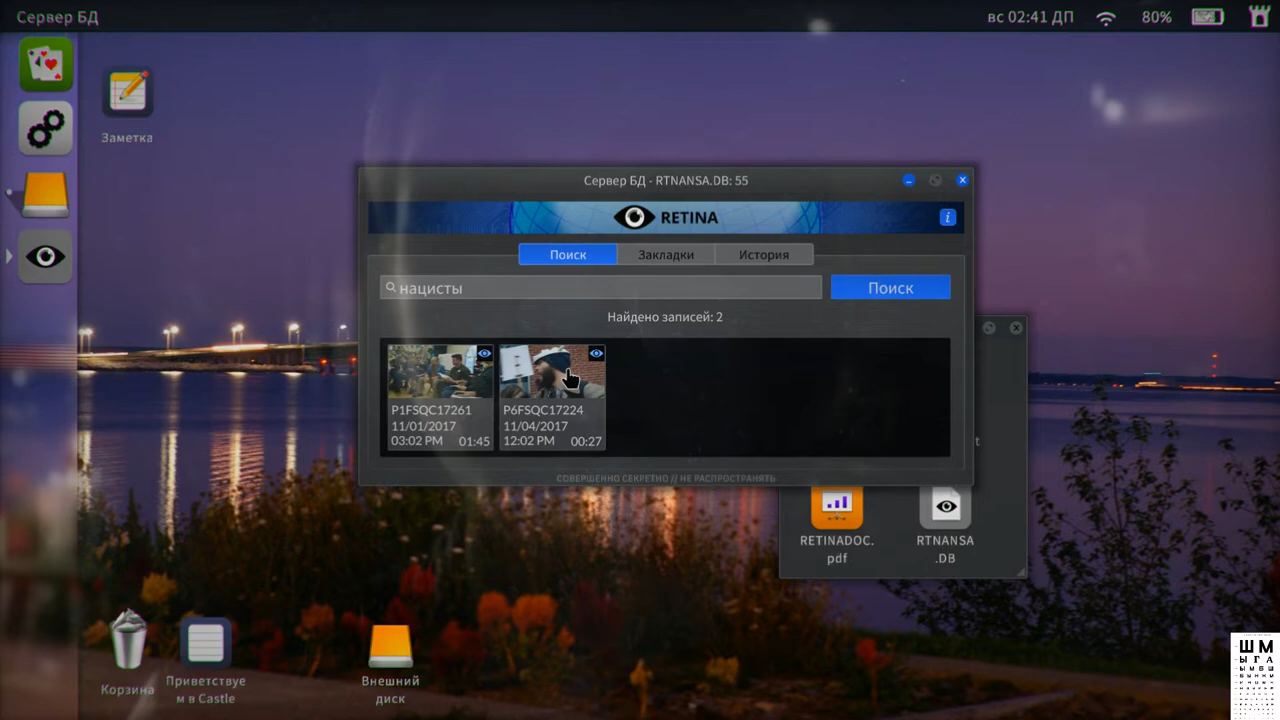 Сервер БД
вс 02:41 ДП
80%
Заметка
Сервер БД - RTNANSA.DB: 55
RETINA
i
Поиск
Закладки
История
нацисты
Поиск
Найдено записей: 2
P1FSQC17261
11/01/2017
03:02 PM 01:45
P6FSQC17224
11/04/2017
12:02 PM 00:27
СОВЕРШЕННО СЕКРЕТНО // НЕ РАСПРОСТРАНЯТЬ
t
RETINADOC.
pdf
RTNANSA
.DB
Корзина
Приветствуе
м в Castle
Внешний
диск
Ш М
Ы Г А